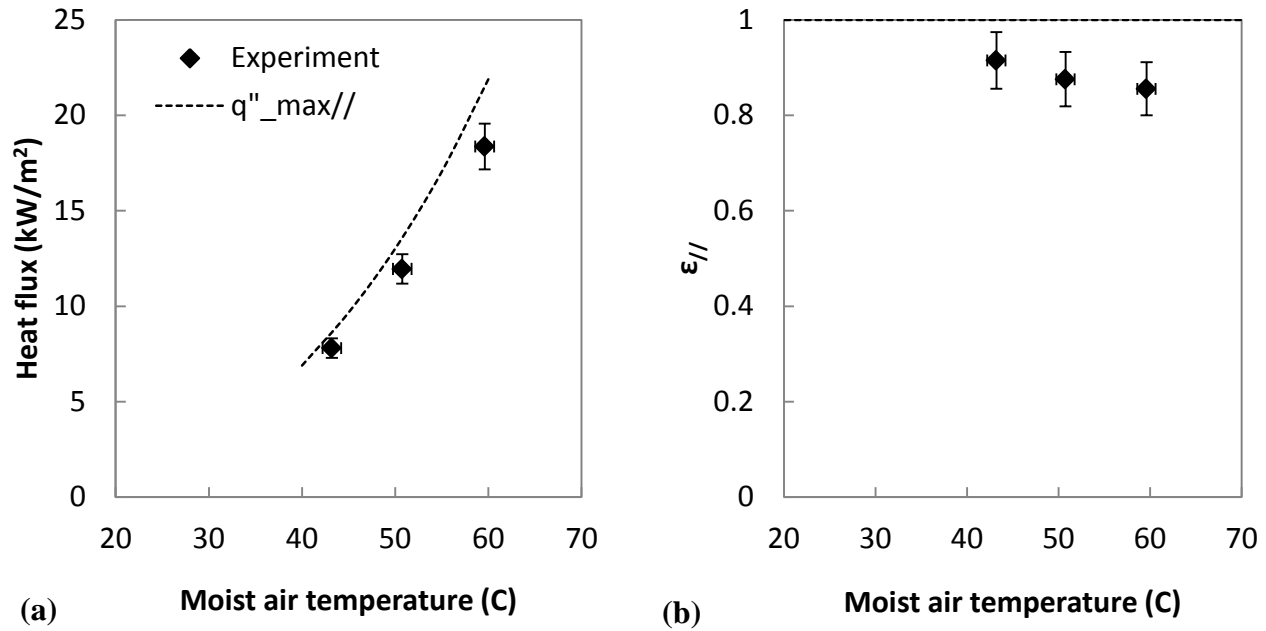 25
20
15
10
5
0
20 30 40 50 60 70
Heat flux (kW/m²)
Moist air temperature (C)
Experiment
q"_max//
(a)
1
0.8
0.6
0.4
0.2
0
20 30 40 50 60 70
ε//
Moist air temperature (C)
(b)